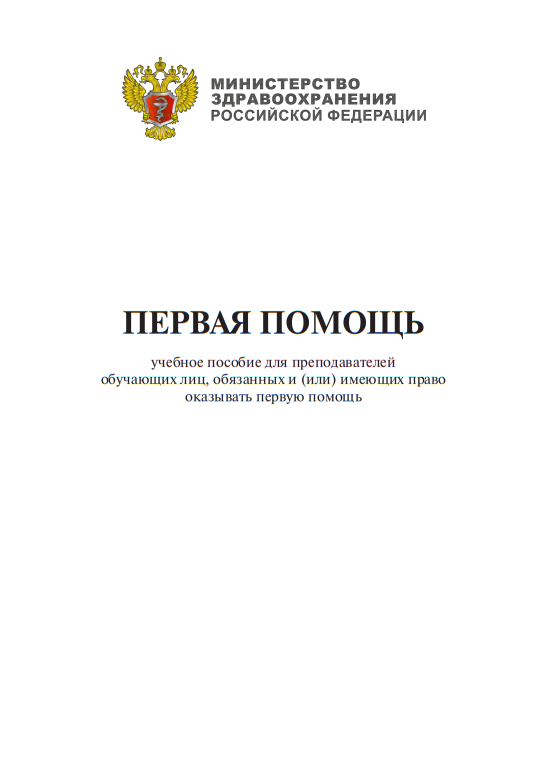 МИНИСТЕРСТВО
ЗДРАВООХРАНЕНИЯ
РОССИЙСКОЙ ФЕДЕРАЦИИ
ПЕРВАЯ ПОМОЩЬ
учебное пособие для преподавателей
обучающих лиц, обязанных и (или) имеющих право
оказывать первую помощь